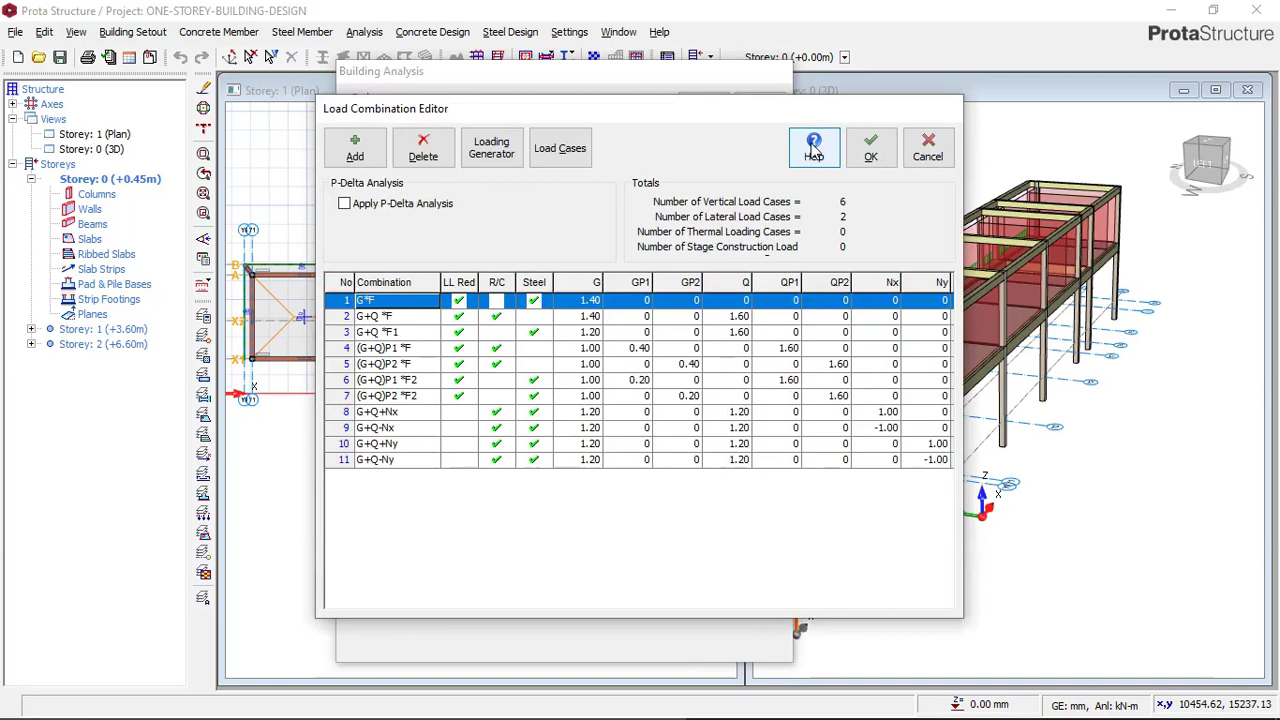 Prota Structure / Project: ONE-STOREY-BUILDING-DESIGN
File Edit View Building Setout Concrete Member Steel Member Analysis Concrete Design Steel Design Settings Window Help
ProtaStructure
Storey: 0 (+0.00m)
Structure
Axes
Views
Storey: 1 (Plan)
Storey: 0 (3D)
Storeys
Storey: 0 (+0.45m)
Columns
Walls
Beams
Slabs
Ribbed Slabs
Slab Strips
Pad & Pile Bases
Strip Footings
Planes
Storey: 1 (+3.60m)
Storey: 2 (+6.60m)
Storey: 1 (Plan)
B
A
X2
X1
X
Building Analysis
Load Combination Editor
Add Delete Loading Generator Load Cases Help OK Cancel
P-Delta Analysis
Apply P-Delta Analysis
Totals
Number of Vertical Load Cases = 6
Number of Lateral Load Cases = 2
Number of Thermal Loading Cases = 0
Number of Stage Construction Load 0
No Combination LL Red R/C Steel G GP1 GP2 Q QP1 QP2 Nx Ny
1 G*F 1.40 0 0 0 0 0 0 0
2 G+Q *F 1.40 0 0 1.60 0 0 0 0
3 G+Q *F1 1.20 0 0 1.60 0 0 0 0
4 (G+Q)P1 *F 1.00 0.40 0 0 1.60 0 0 0
5 (G+Q)P2 *F 1.00 0 0.40 0 0 1.60 0 0
6 (G+Q)P1 *F2 1.00 0.20 0 0 1.60 0 0 0
7 (G+Q)P2 *F2 1.00 0 0.20 0 0 1.60 0 0
8 G+Q+Nx 1.20 0 0 1.20 0 0 1.00 0
9 G+Q-Nx 1.20 0 0 1.20 0 0 -1.00 0
10 G+Q+Ny 1.20 0 0 1.20 0 0 0 1.00
11 G+Q-Ny 1.20 0 0 1.20 0 0 0 -1.00
(3D)
LEFT
Z
X
Z= 0.00 mm
GE: mm, Anl: kN-m
x,y 10454.62, 15237.13